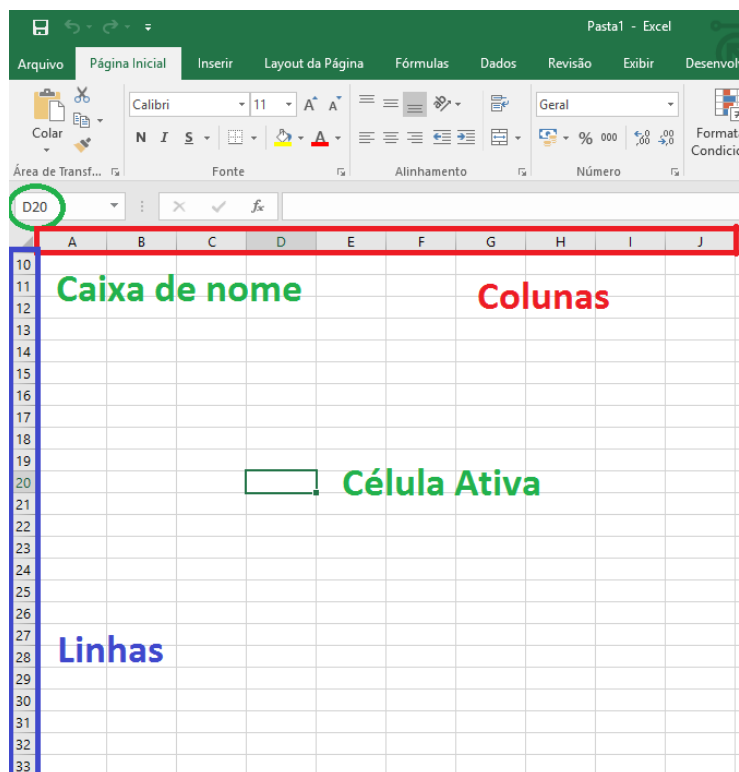 Pasta1 - Excel
Arquivo Página Inicial Inserir Layout da Página Fórmulas Dados Revisão Exibir
Calibri 11 Geral
Colar N I S % 000
Área de Transf... Fonte Alinhamento Número
D20 fx
A B C D E F G H I J
10
11
Caixa de nome Colunas
12
13
14
15
16
17
18
19
20 Célula Ativa
21
22
23
24
25
26
27
Linhas
28
29
30
31
32
33